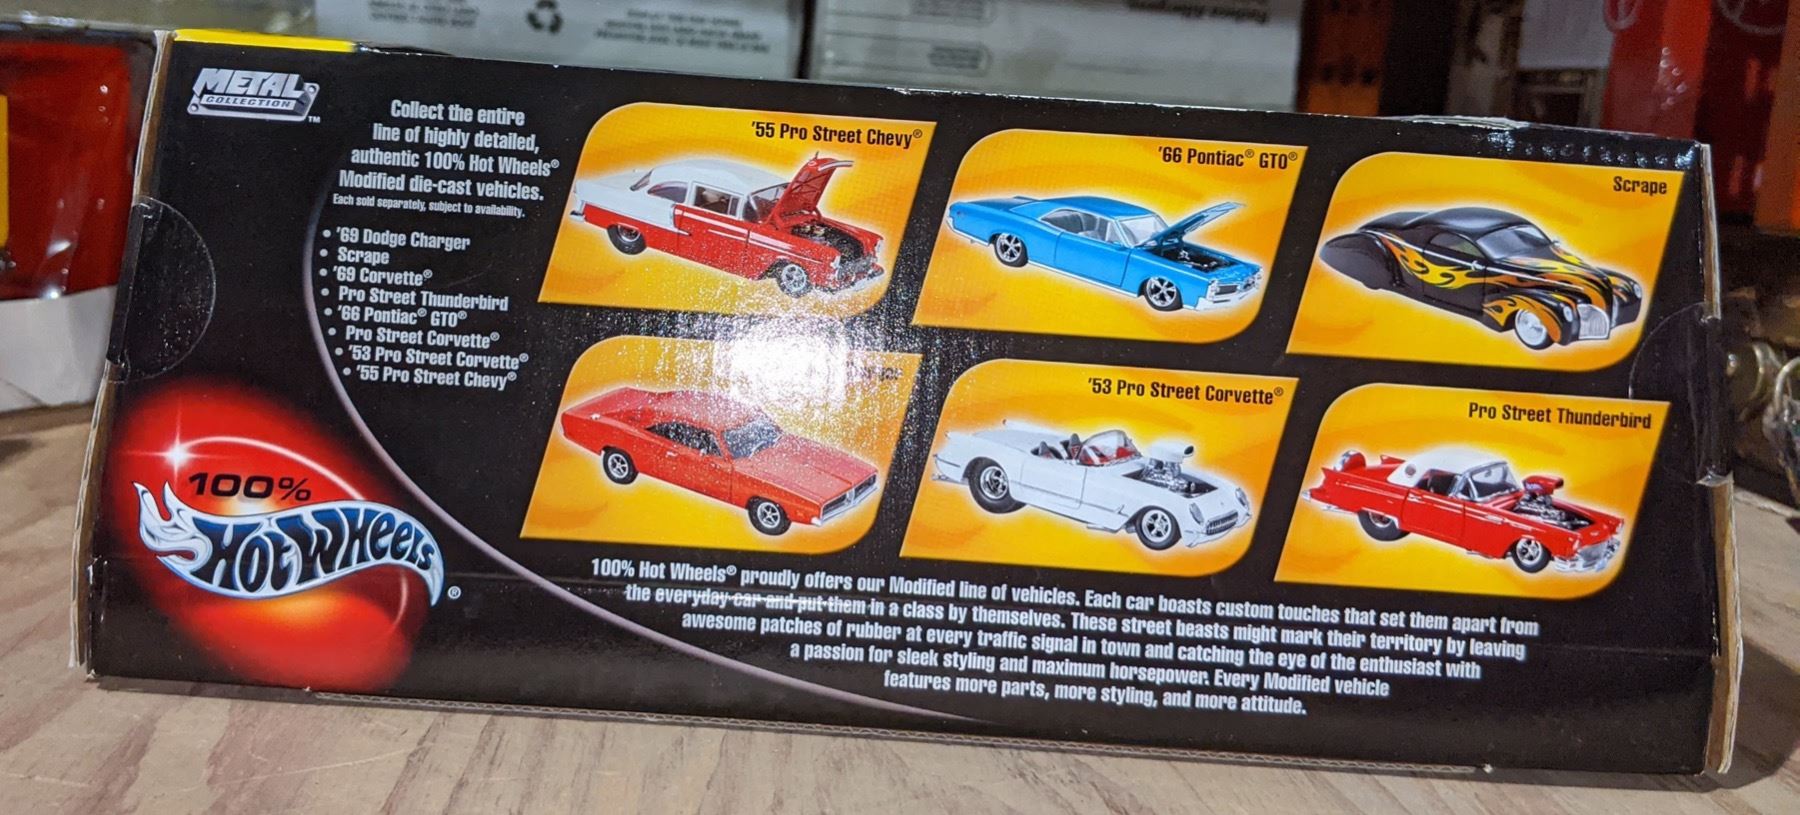 METAL
COLLECTION™
Collect the entire
line of highly detailed,
authentic 100% Hot Wheels®
Modified die-cast vehicles.
Each sold separately, subject to availability.
• '69 Dodge Charger
• Scrape
• '69 Corvette®
• Pro Street Thunderbird
• '66 Pontiac® GTO®
• Pro Street Corvette®
• '53 Pro Street Corvette®
• '55 Pro Street Chevy®
100%
HOT WHEELS®
'55 Pro Street Chevy®
'66 Pontiac® GTO®
Scrape
'53 Pro Street Corvette®
Pro Street Thunderbird
100% Hot Wheels® proudly offers our Modified line of vehicles. Each car boasts custom touches that set them apart from
the everyday car and put them in a class by themselves. These street beasts might mark their territory by leaving
awesome patches of rubber at every traffic signal in town and catching the eye of the enthusiast with
a passion for sleek styling and maximum horsepower. Every Modified vehicle
features more parts, more styling, and more attitude.